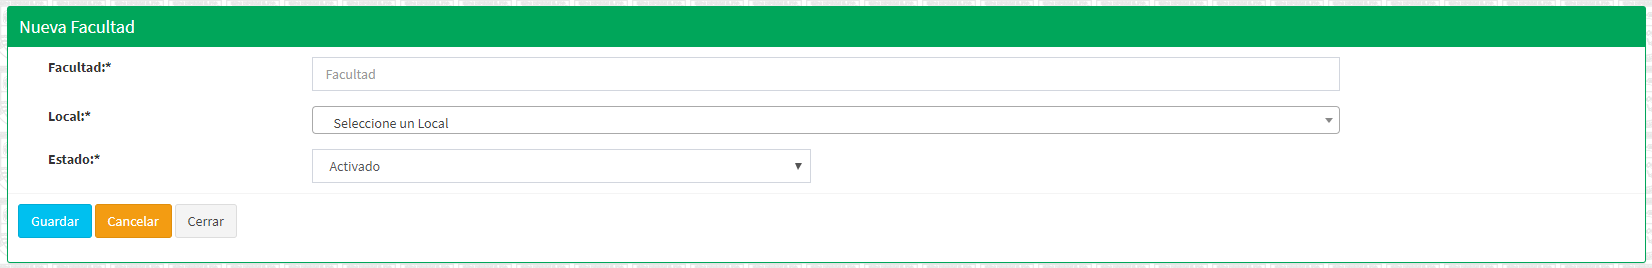 Nueva Facultad
Facultad:*
Facultad
Local:*
Seleccione un Local
Estado:*
Activado
Guardar Cancelar Cerrar